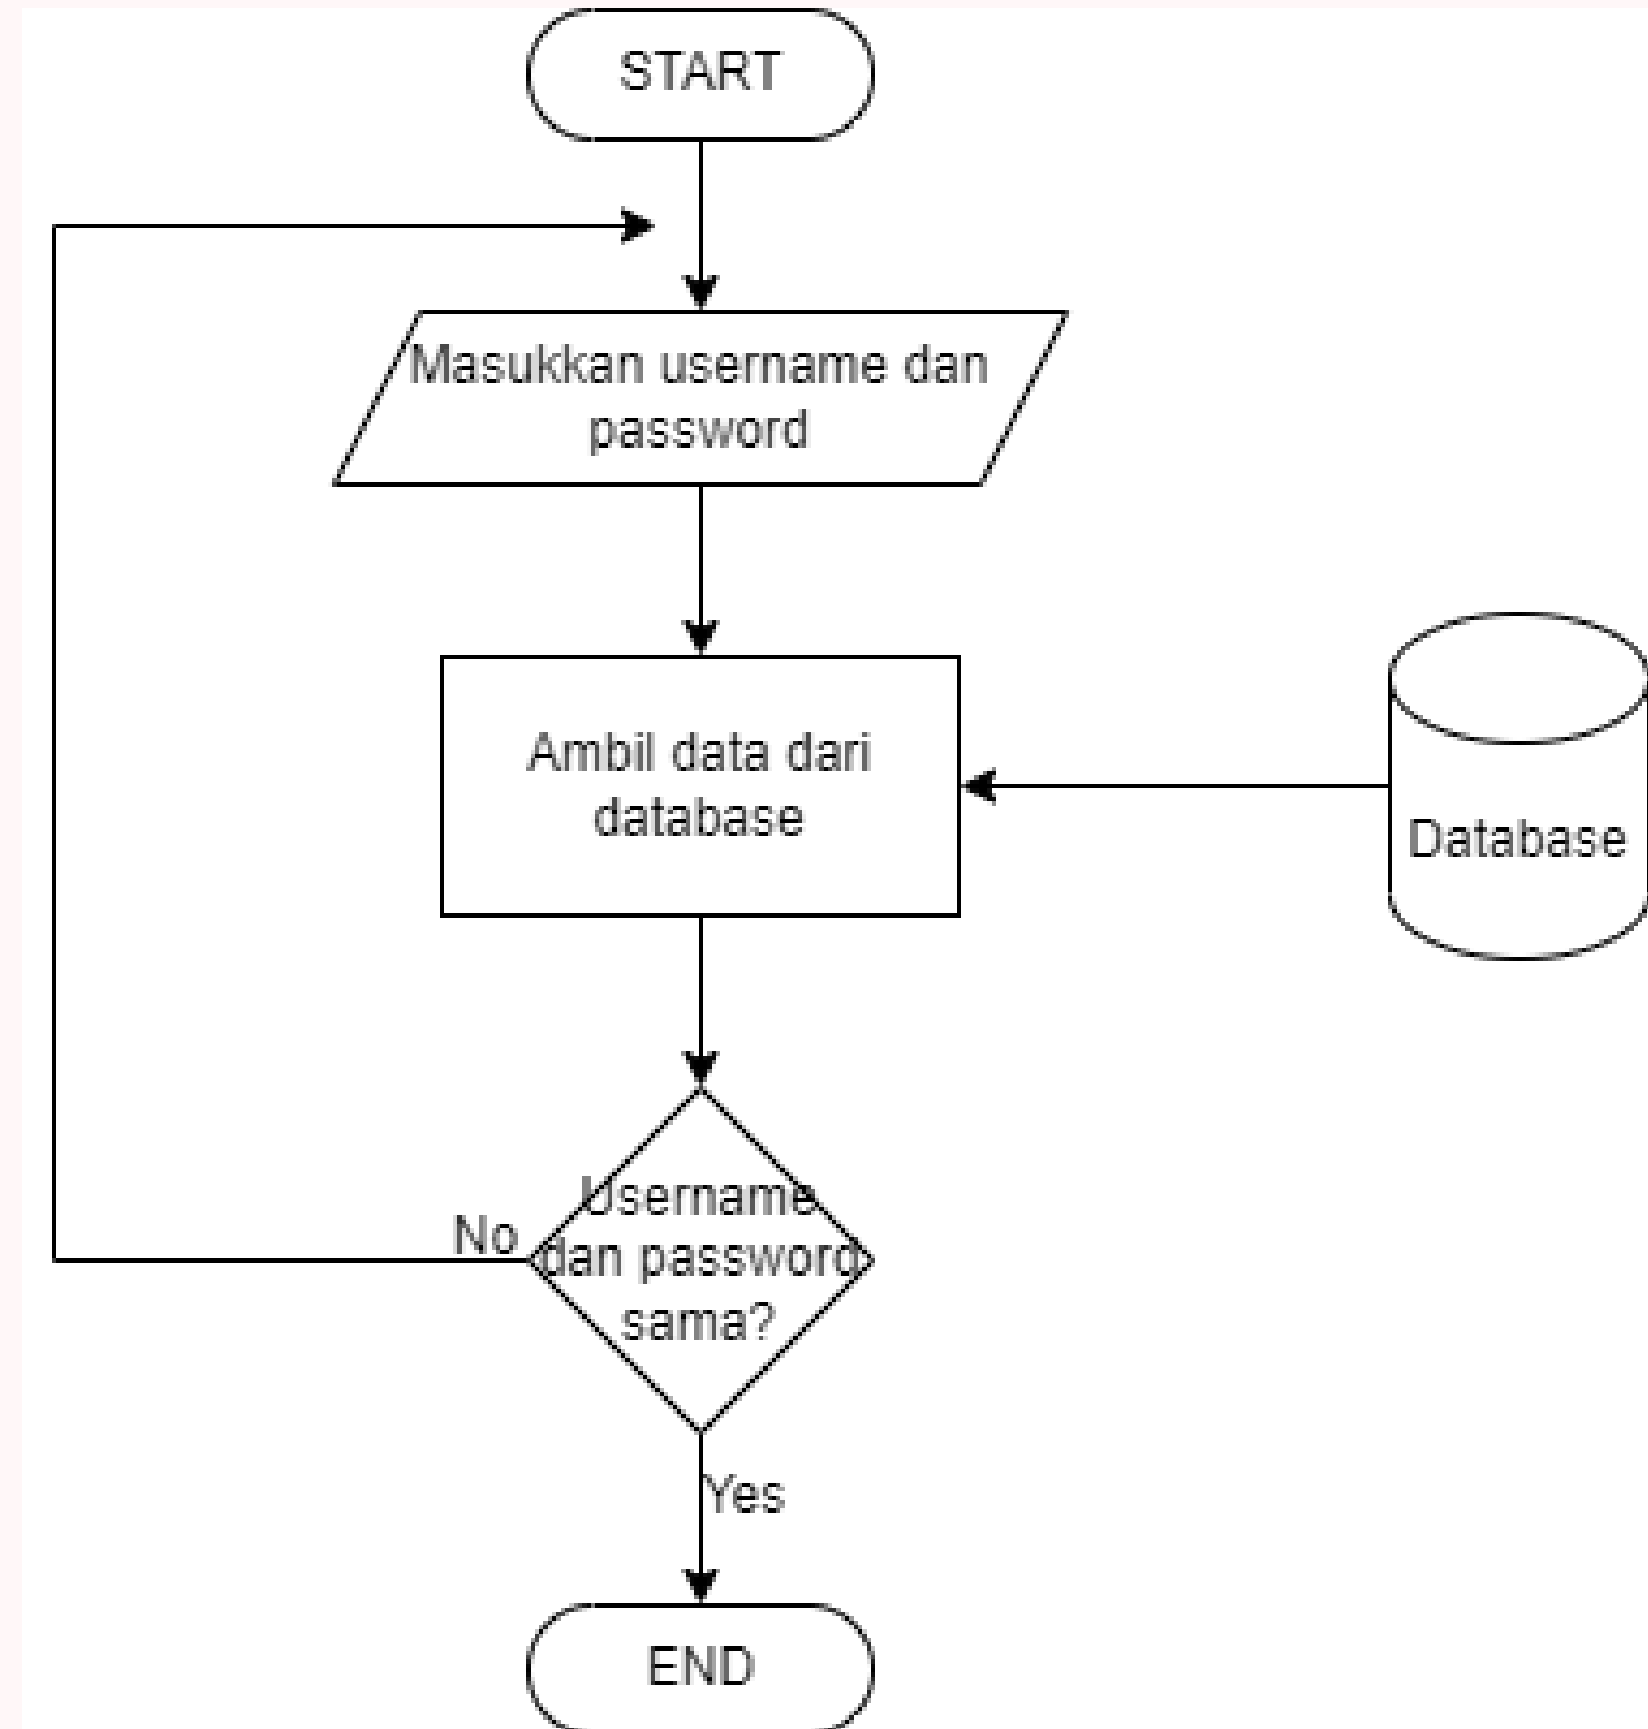 START
Masukkan username dan
password
Ambil data dari
database
Database
Username
dan password
sama?
No
Yes
END